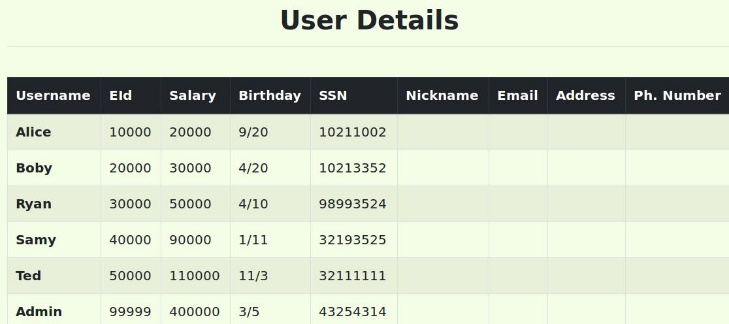 User Details
Username EId Salary Birthday SSN Nickname Email Address Ph. Number
Alice 10000 20000 9/20 10211002
Boby 20000 30000 4/20 10213352
Ryan 30000 50000 4/10 98993524
Samy 40000 90000 1/11 32193525
Ted 50000 110000 11/3 32111111
Admin 99999 400000 3/5 43254314